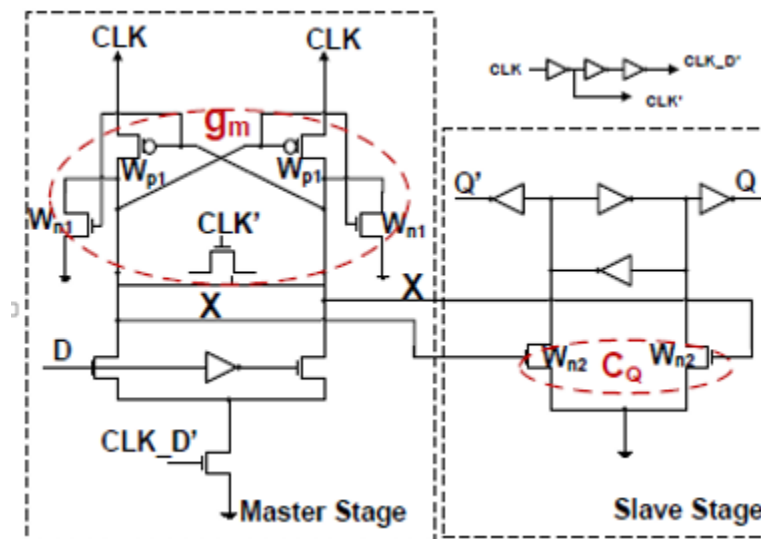 CLK
CLK
CLK
CLK_D'
CLK'
gm
Wp1
Wp1
Wn1
Wn1
CLK'
Q'
Q
X
X
D
Wn2
CQ
Wn2
CLK_D'
Master Stage
Slave Stage